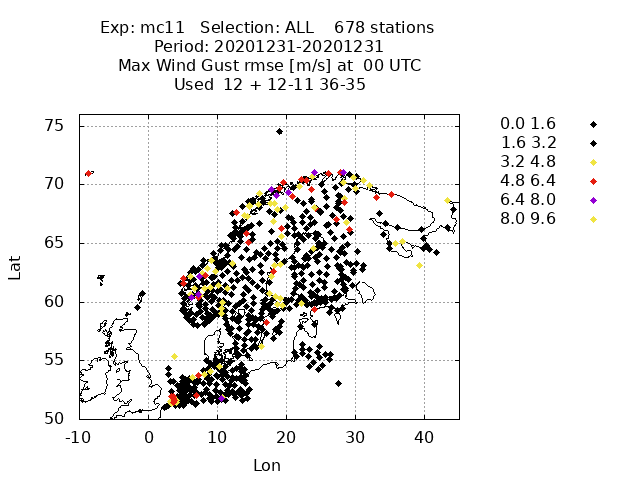 Exp: mc11 Selection: ALL 678 stations
Period: 20201231-20201231
Max Wind Gust rmse [m/s] at 00 UTC
Used 12 + 12-11 36-35
75
70
65
60
55
50
-10 0 10 20 30 40
Lat
Lon
0.0 1.6
1.6 3.2
3.2 4.8
4.8 6.4
6.4 8.0
8.0 9.6